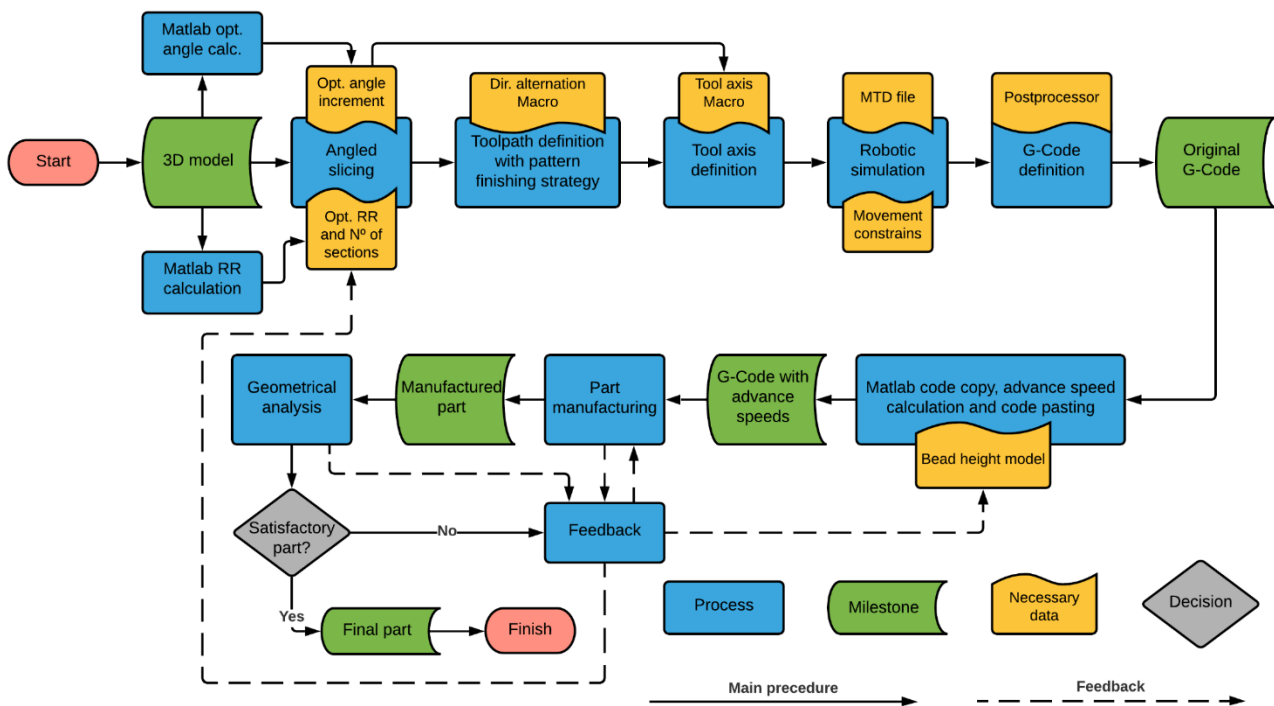 Matlab opt.
angle calc.
Opt. angle
increment
Dir. alternation
Macro
Tool axis
Macro
MTD file
Postprocessor
Start
3D model
Angled
slicing
Toolpath definition
with pattern
finishing strategy
Tool axis
definition
Robotic
simulation
G-Code
definition
Original
G-Code
Opt. RR
and Nº of
sections
Movement
constrains
Matlab RR
calculation
Geometrical
analysis
Manufactured
part
Part
manufacturing
G-Code with
advance
speeds
Matlab code copy, advance speed
calculation and code pasting
Bead height model
Satisfactory
part?
No
Feedback
Yes
Final part
Finish
Process
Milestone
Necessary
data
Decision
Main precedure
Feedback